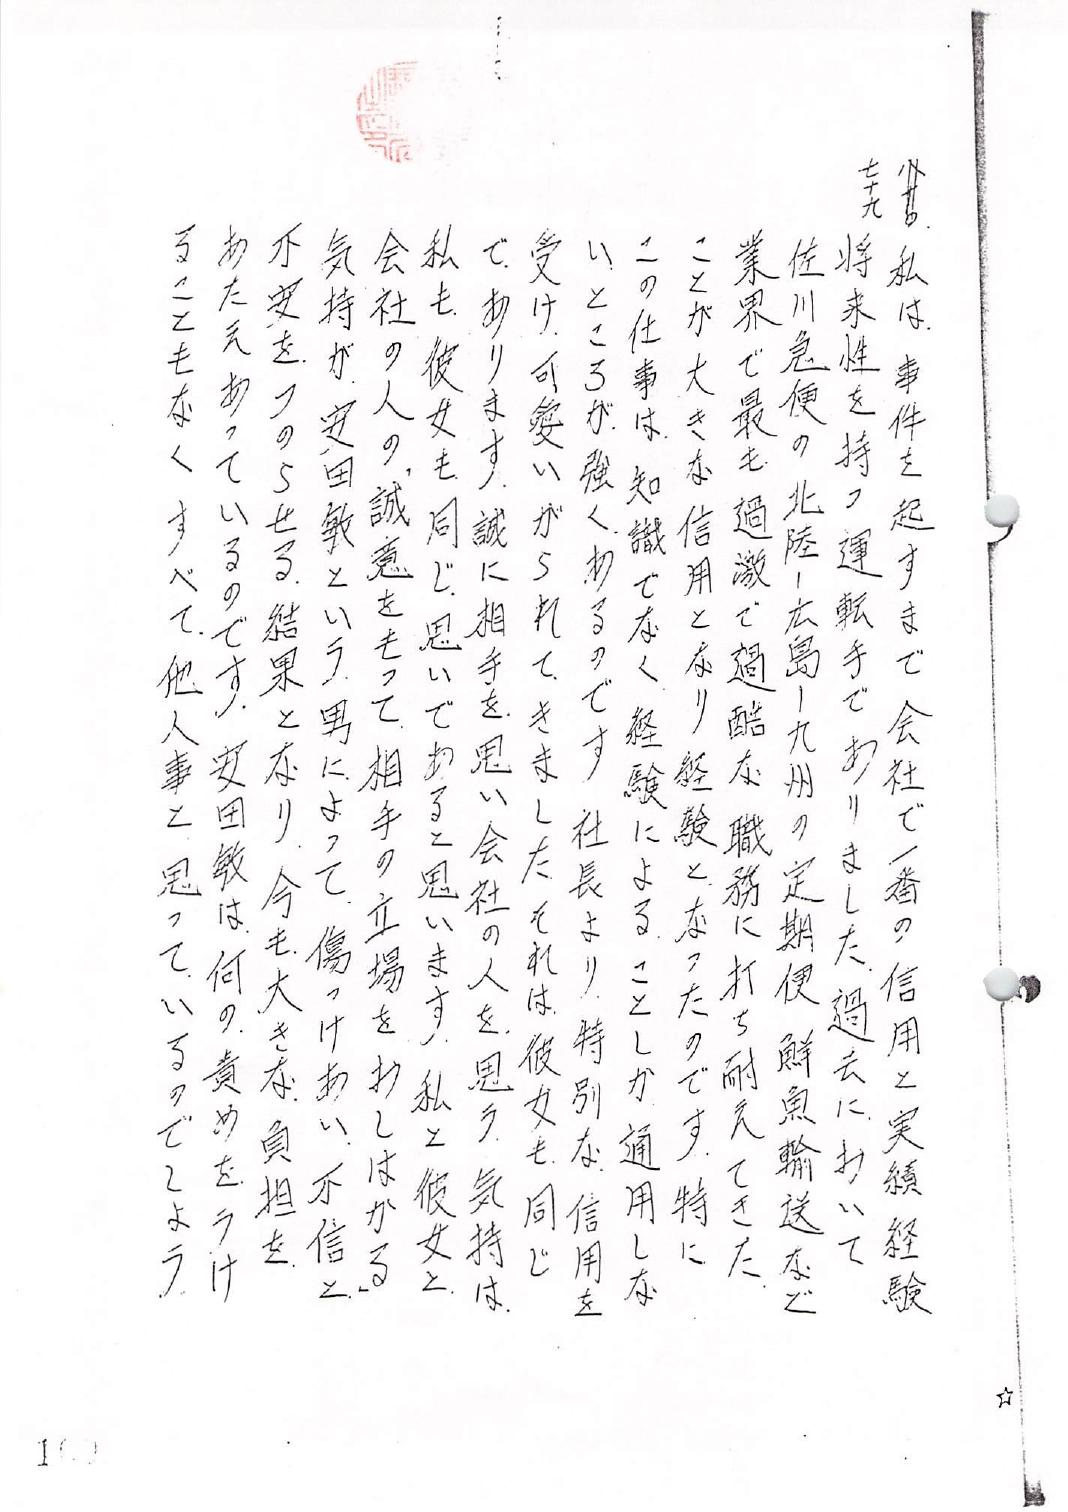 七十九
私は、事件を起すまで会社で一番の信用と実績経験
将来性を持つ運転手でありました、過去に、おいて
佐川急便の北陸ー広島ー九州の定期便鮮魚輸送など
業界で最も過激で過酷な職務に打ち耐えてきた、
ことが大きな信用となり経験となったのです、特に
この仕事は、知識でなく経験によることしか通用しな
い、ところが、強く、あるのです社長より、特別な信用を
受け、可愛いがられて、きましたそれは、彼女も、同じ
で、あります、誠に相手を、思い会社の人を、思う、気持は、
私も、彼女も、同じ、思いであると思います、私と彼女と、
会社の人の、「誠意をもって、相手の立場をおしはかる」
気持が、安田敏という、男によって、傷つけあい、不信と、
不安を、つのらせる、結果となり、今も、大きな、負担を、
あたえあっているのです、安田敏は、何の、責めを、うけ
ることもなくすべて、他人事と、思って、いるのでしょう、
☆